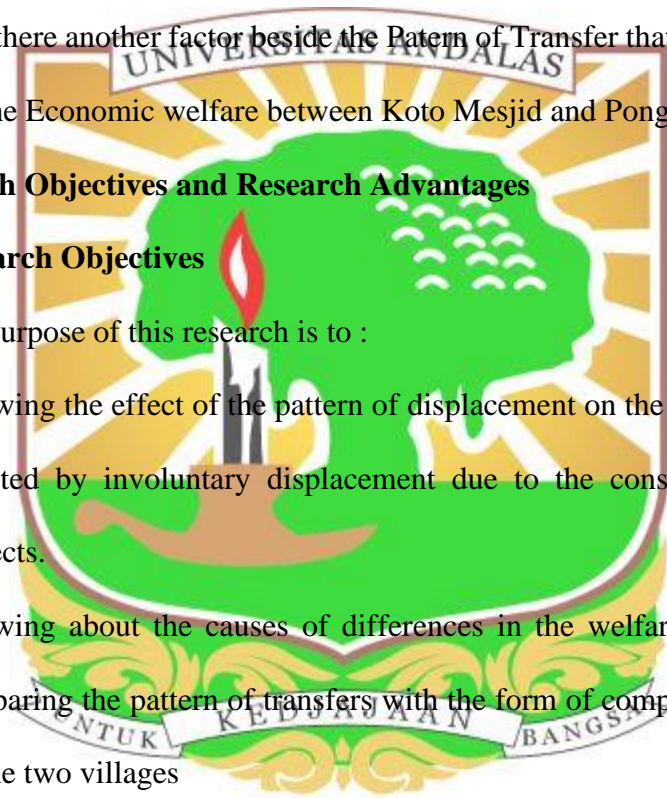 there another factor beside the Patern of Transfer that
UNIVERSITAS ANDALAS
ne Economic welfare between Koto Mesjid and Pong
h Objectives and Research Advantages
arch Objectives
urpose of this research is to :
wing the effect of the pattern of displacement on the
ted by involuntary displacement due to the cons
ects.
wing about the causes of differences in the welfar
paring the pattern of transfers with the form of comp
UNTUK KEDJAJAAN BANGSA
ne two villages